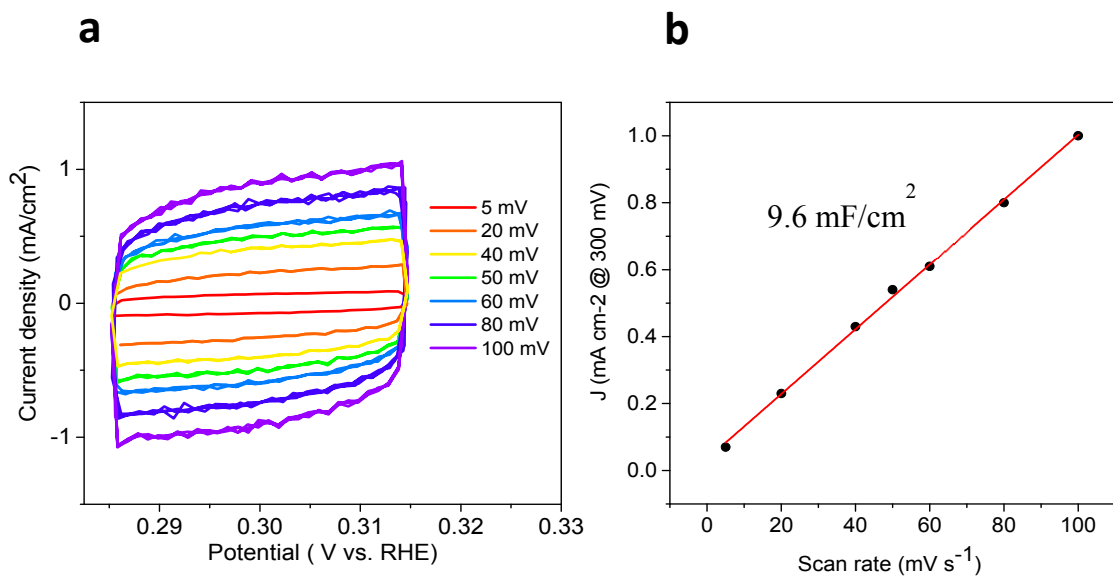 a
b
Current density (mA/cm²)
1
0
-1
0.29
0.30
0.31
0.32
0.33
Potential ( V vs. RHE)
5 mV
20 mV
40 mV
50 mV
60 mV
80 mV
100 mV
J (mA cm-2 @ 300 mV)
1.0
0.8
0.6
0.4
0.2
0.0
9.6 mF/cm²
0
20
40
60
80
100
Scan rate (mV s⁻¹)